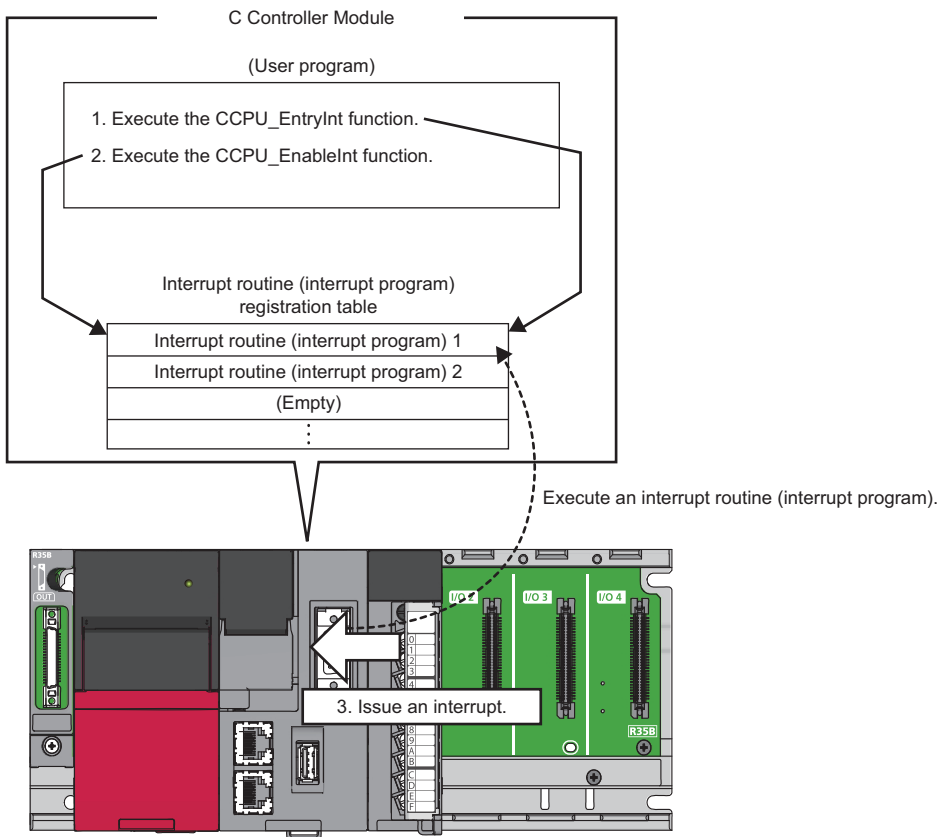 C Controller Module
(User program)
1. Execute the CCPU_EntryInt function.
2. Execute the CCPU_EnableInt function.
Interrupt routine (interrupt program)
registration table
Interrupt routine (interrupt program) 1
Interrupt routine (interrupt program) 2
(Empty)
⋮
Execute an interrupt routine (interrupt program).
R35B
OUT
I/O 2
I/O 3
I/O 4
0
1
2
3
4
3. Issue an interrupt.
8
9
A
B
C
D
E
F
R35B